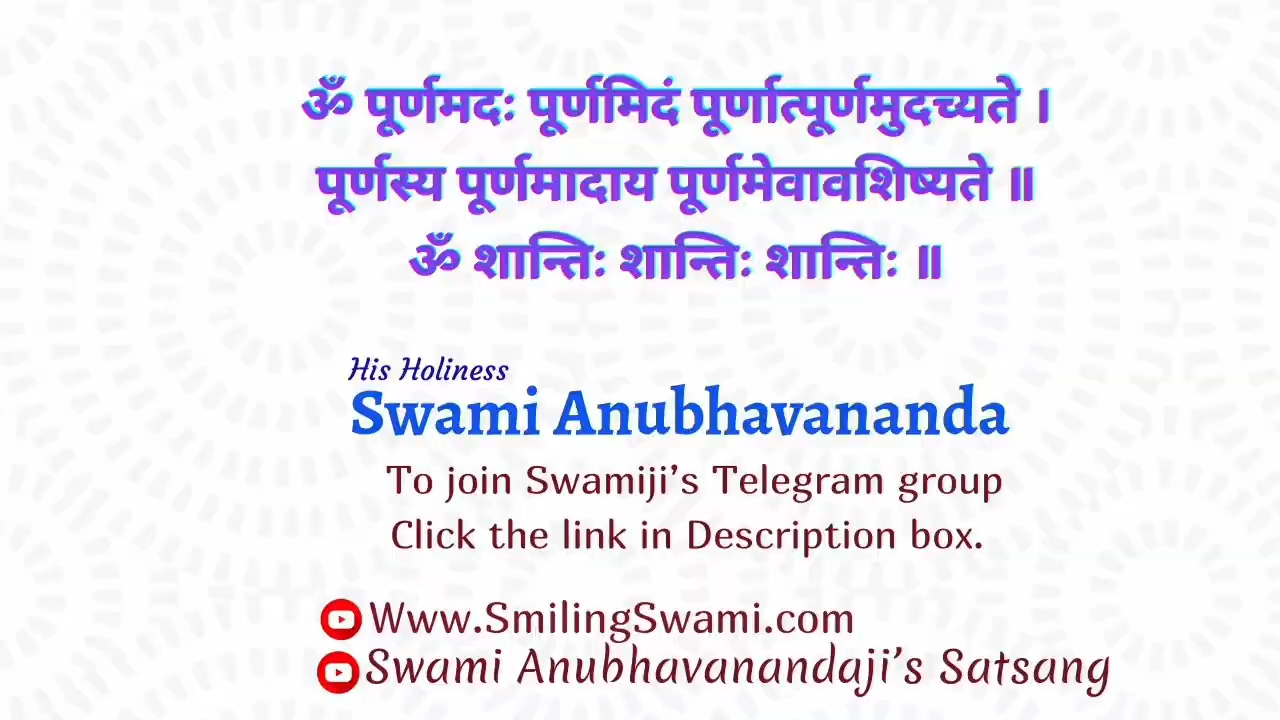 ॐ पूर्णमदः पूर्णमिदं पूर्णात्पूर्णमुदच्यते ।
पूर्णस्य पूर्णमादाय पूर्णमेवावशिष्यते ॥
ॐ शान्तिः शान्तिः शान्तिः ॥
His Holiness
Swami Anubhavananda
To join Swamiji's Telegram group
Click the link in Description box.
Www.SmilingSwami.com
Swami Anubhavanandaji's Satsang